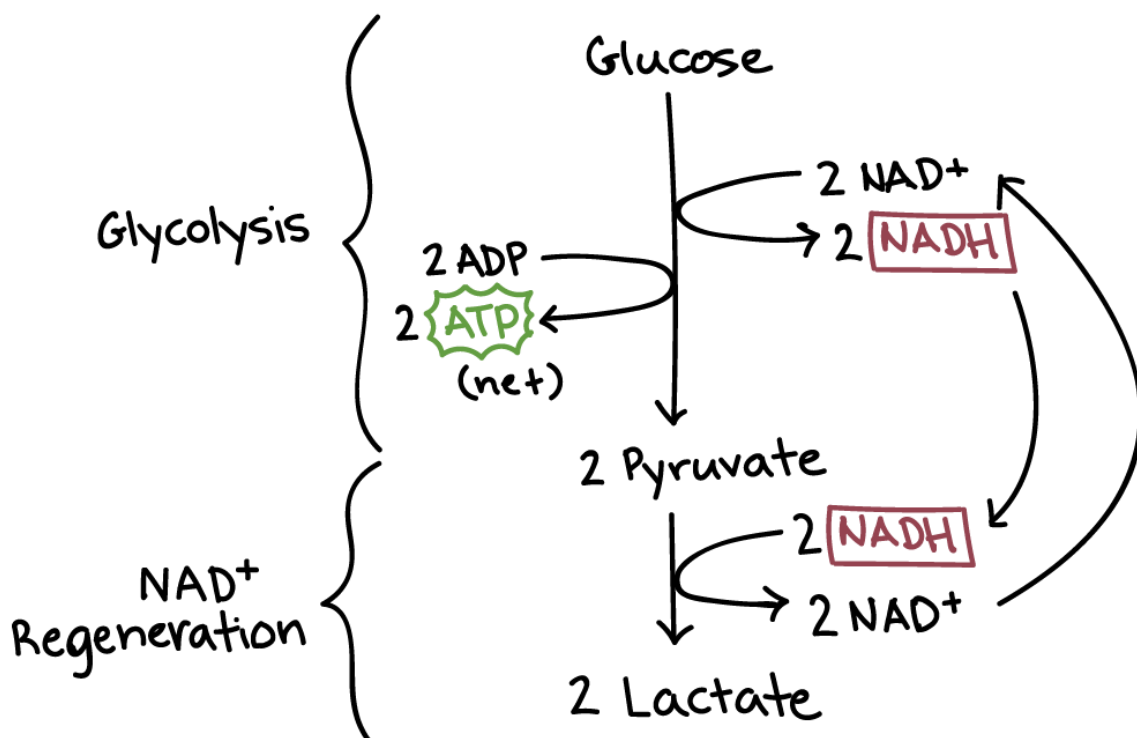 Glucose
2 NAD+
2 NADH
Glycolysis
2 ADP
2 ATP
(net)
2 Pyruvate
2 NADH
2 NAD+
NAD+
Regeneration
2 Lactate